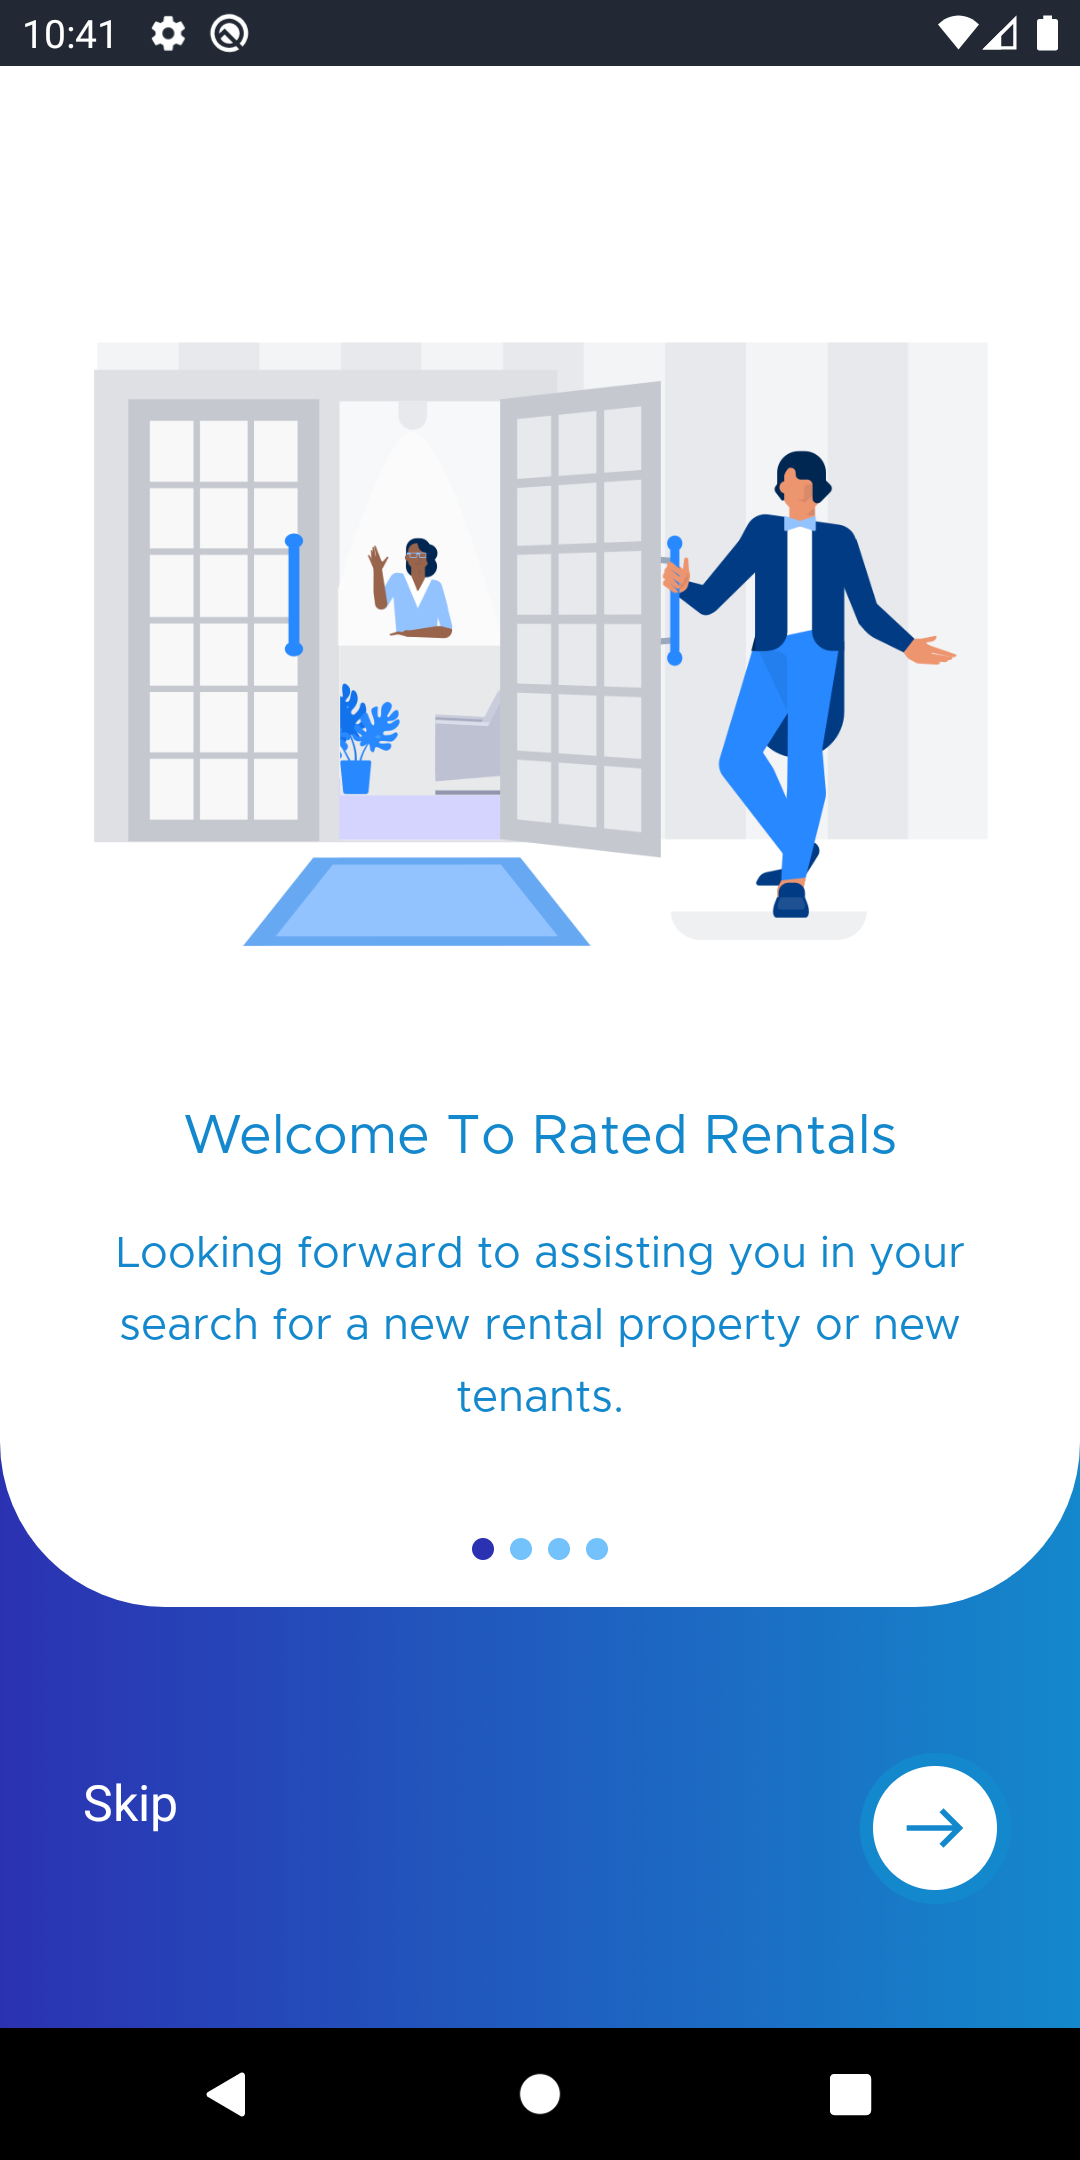 10:41
Welcome To Rated Rentals
Looking forward to assisting you in your
search for a new rental property or new
tenants.
Skip